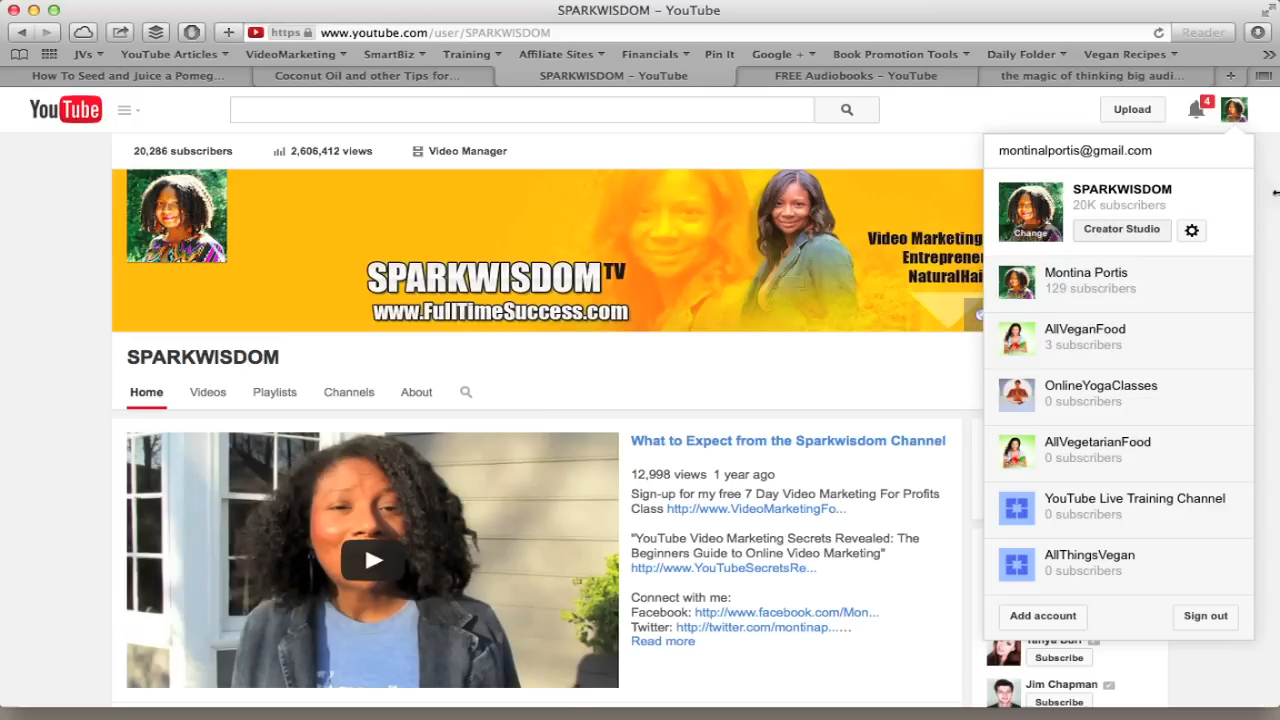 SPARKWISDOM – YouTube
https www.youtube.com/user/SPARKWISDOM Reader
JVs YouTube Articles VideoMarketing SmartBiz Training Affiliate Sites Financials Pin It Google + Book Promotion Tools Daily Folder Vegan Recipes
How To Seed and Juice a Pomeg... Coconut Oil and other Tips for... SPARKWISDOM – YouTube FREE Audiobooks – YouTube the magic of thinking big audi...
YouTube Upload 4
20,286 subscribers 2,606,412 views Video Manager
SPARKWISDOM TV
www.FullTimeSuccess.com
Video Marketing
Entreprene
NaturalHai
SPARKWISDOM
Home Videos Playlists Channels About
What to Expect from the Sparkwisdom Channel
12,998 views 1 year ago
Sign-up for my free 7 Day Video Marketing For Profits
Class http://www.VideoMarketingFo...
"YouTube Video Marketing Secrets Revealed: The
Beginners Guide to Online Video Marketing"
http://www.YouTubeSecretsRe...
Connect with me:
Facebook: http://www.facebook.com/Mon...
Twitter: http://twitter.com/montinap......
Read more
montinalportis@gmail.com
Change
SPARKWISDOM
20K subscribers
Creator Studio
Montina Portis
129 subscribers
AllVeganFood
3 subscribers
OnlineYogaClasses
0 subscribers
AllVegetarianFood
0 subscribers
YouTube Live Training Channel
0 subscribers
AllThingsVegan
0 subscribers
Add account Sign out
Subscribe
Jim Chapman
Subscribe